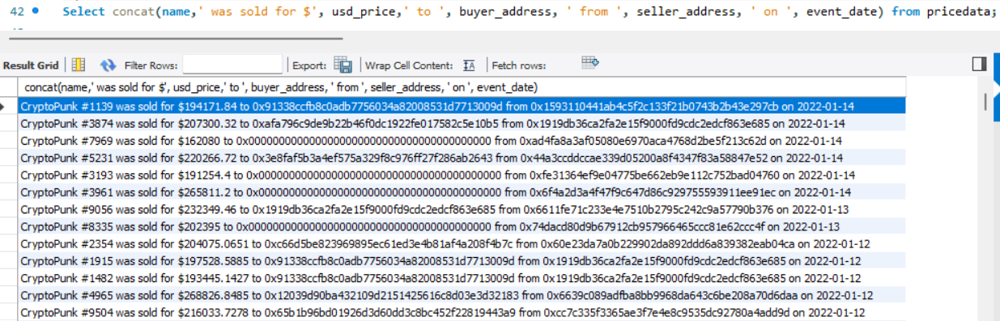 42 Select concat(name,' was sold for $', usd_price,' to ', buyer_address, ' from ', seller_address, ' on ', event_date) from pricedata;
Result Grid Filter Rows: Export: Wrap Cell Content: Fetch rows:
concat(name,' was sold for $', usd_price,' to ', buyer_address, ' from ', seller_address, ' on ', event_date)
CryptoPunk #1139 was sold for $194171.84 to 0x91338ccfb8c0adb7756034a82008531d7713009d from 0x1593110441ab4c5f2c133f21b0743b2b43e297cb on 2022-01-14
CryptoPunk #3874 was sold for $207300.32 to 0xafa796c9de9b22b46f0dc1922fe017582c5e10b5 from 0x1919db36ca2fa2e15f9000fd9cdc2edcf863e685 on 2022-01-14
CryptoPunk #7969 was sold for $162080 to 0x0000000000000000000000000000000000000000 from 0xad4fa8a3af05080e6970aca4768d2be5f213c62d on 2022-01-14
CryptoPunk #5231 was sold for $220266.72 to 0x3e8faf5b3a4ef575a329f8c976ff27f286ab2643 from 0x44a3ccddccae339d05200a8f4347f83a58847e52 on 2022-01-14
CryptoPunk #3193 was sold for $191254.4 to 0x0000000000000000000000000000000000000000 from 0xfe31364ef9e04775be662eb9e112c752bad04760 on 2022-01-14
CryptoPunk #3961 was sold for $265811.2 to 0x0000000000000000000000000000000000000000 from 0x6f4a2d3a4f47f9c647d86c929755593911ee91ec on 2022-01-14
CryptoPunk #9056 was sold for $232349.46 to 0x1919db36ca2fa2e15f9000fd9cdc2edcf863e685 from 0x6611fe71c233e4e7510b2795c242c9a57790b376 on 2022-01-13
CryptoPunk #8335 was sold for $202395 to 0x0000000000000000000000000000000000000000 from 0x74dacd80d9b67912cb957966465ccc81e62ccc4f on 2022-01-13
CryptoPunk #2354 was sold for $204075.0651 to 0xc66d5be823969895ec61ed3e4b81af4a208f4b7c from 0x60e23da7a0b229902da892ddd6a839382eab04ca on 2022-01-12
CryptoPunk #1915 was sold for $197528.5885 to 0x91338ccfb8c0adb7756034a82008531d7713009d from 0x1919db36ca2fa2e15f9000fd9cdc2edcf863e685 on 2022-01-12
CryptoPunk #1482 was sold for $193445.1427 to 0x91338ccfb8c0adb7756034a82008531d7713009d from 0x1919db36ca2fa2e15f9000fd9cdc2edcf863e685 on 2022-01-12
CryptoPunk #4965 was sold for $268826.8485 to 0x12039d90ba432109d2151425616c8d03e3d32183 from 0x6639c089adfba8bb9968da643c6be208a70d6daa on 2022-01-12
CryptoPunk #9504 was sold for $216033.7278 to 0x65b1b96bd01926d3d60dd3c8bc452f22819443a9 from 0xcc7c335f3365ae3f7e4e8c9535dc92780a4add9d on 2022-01-12